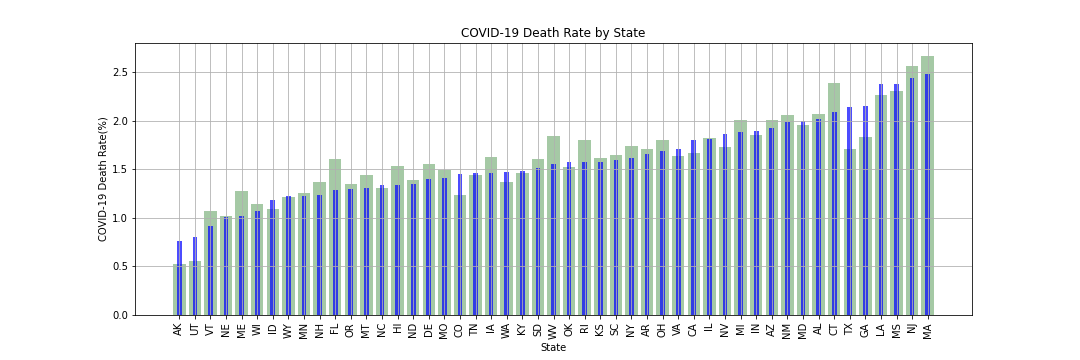 COVID-19 Death Rate by State
COVID-19 Death Rate(%)
2.5
2.0
1.5
1.0
0.5
0.0
AK UT VT NE ME WI ID WY MN NH FL OR MT NC HI ND DE MO CO TN IA WA KY SD WV OK RI KS SC NY AR OH VA CA IL NV MI IN AZ NM MD AL CT TX GA LA MS NJ MA
State